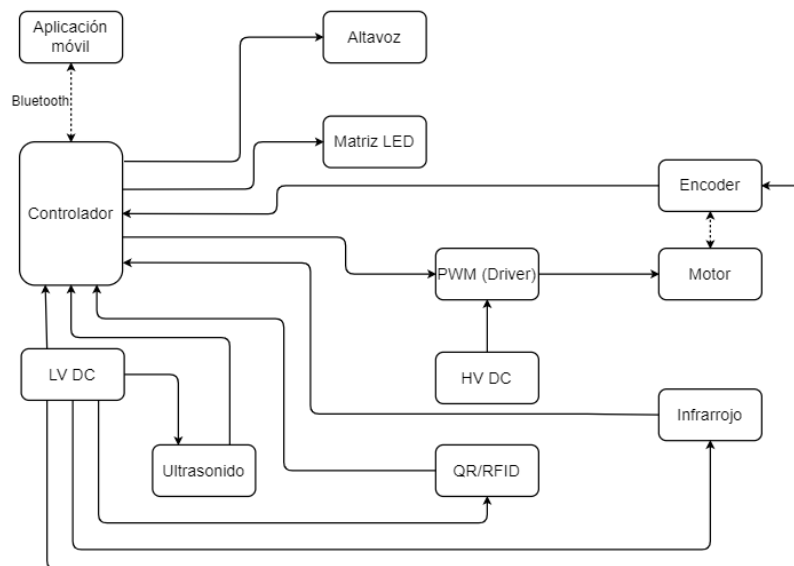 Aplicación
móvil
Altavoz
Bluetooth
Matriz LED
Controlador
Encoder
PWM (Driver)
Motor
LV DC
HV DC
Infrarrojo
Ultrasonido
QR/RFID